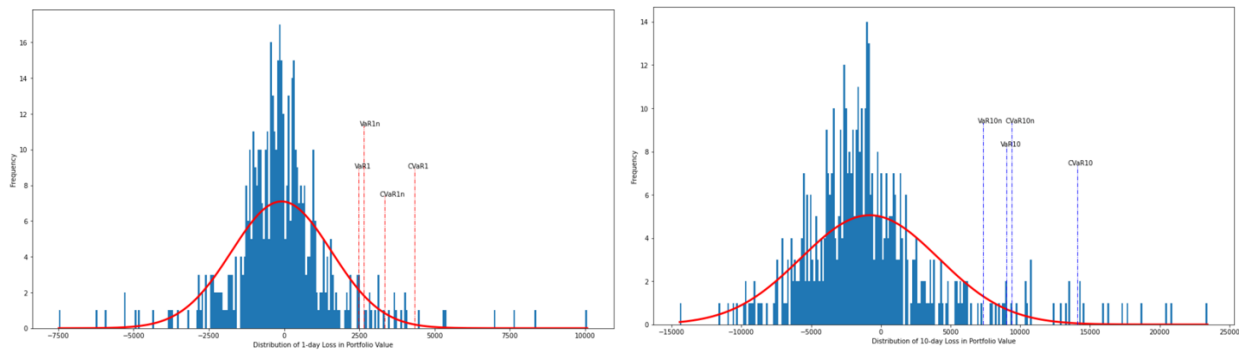 16
14
12
10
8
6
4
2
0
Frequency
VaR1n
VaR1
CVaR1
CVaR1n
−7500 −5000 −2500 0 2500 5000 7500 10000
Distribution of 1-day Loss in Portfolio Value
14
12
10
8
6
4
2
0
Frequency
VaR10n CVaR10n
VaR10
CVaR10
−15000 −10000 −5000 0 5000 10000 15000 20000 25000
Distribution of 10-day Loss in Portfolio Value